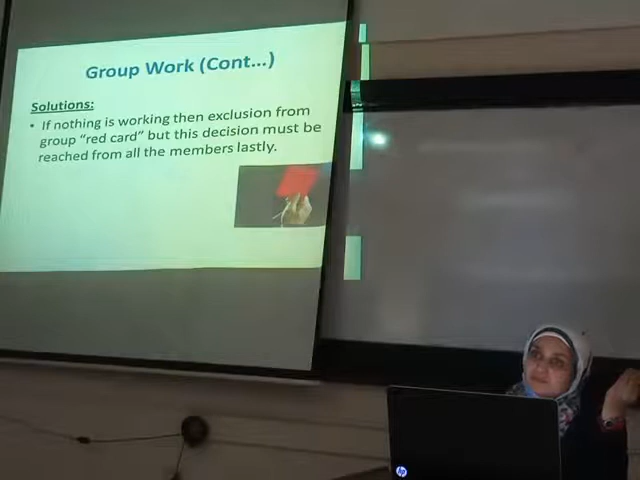 Group Work (Cont...)
Solutions:
• If nothing is working then exclusion from
group "red card" but this decision must be
reached from all the members lastly.
hp